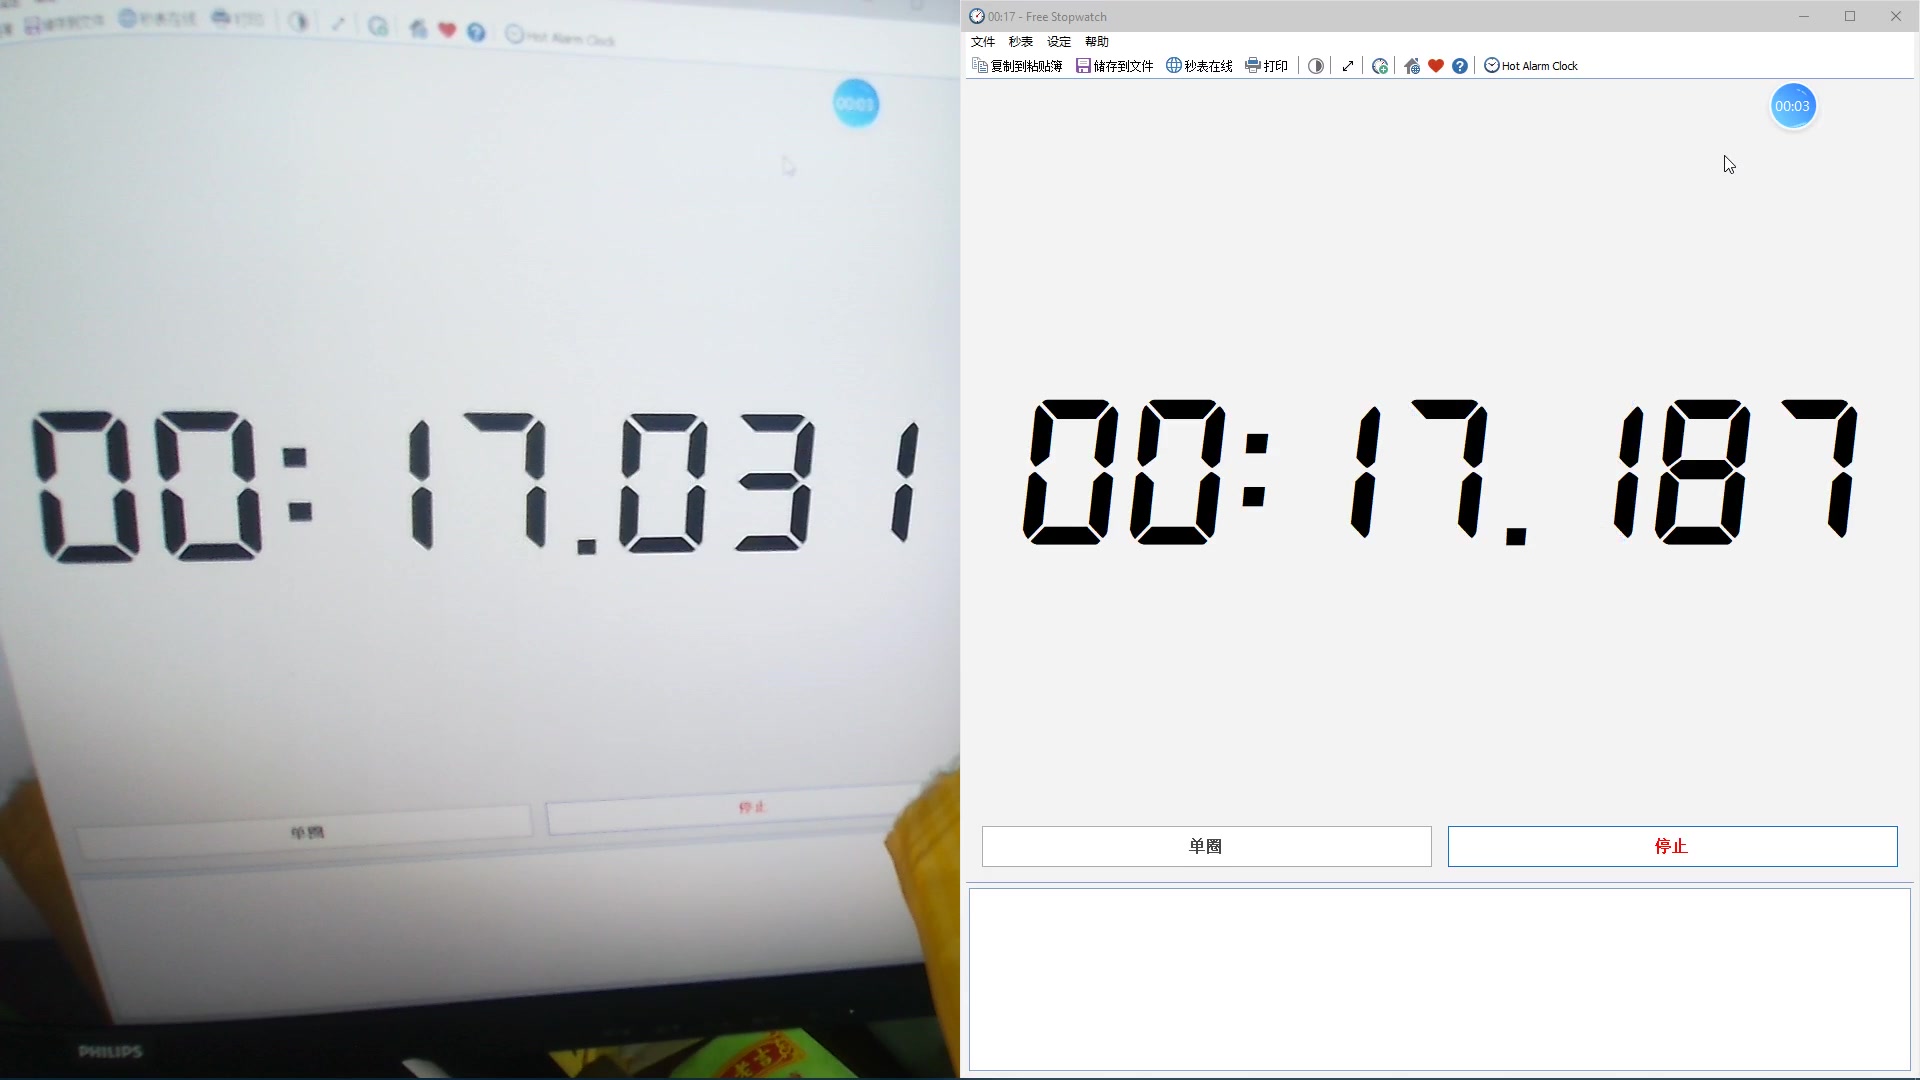 储存到文件 秒表在线 打印 Hot Alarm Clock
00:03
00:17.031
单圈 停止
PHILIPS
00:17 - Free Stopwatch
文件 秒表 设定 帮助
复制到粘贴簿 储存到文件 秒表在线 打印 Hot Alarm Clock
00:03
00:17.187
单圈 停止